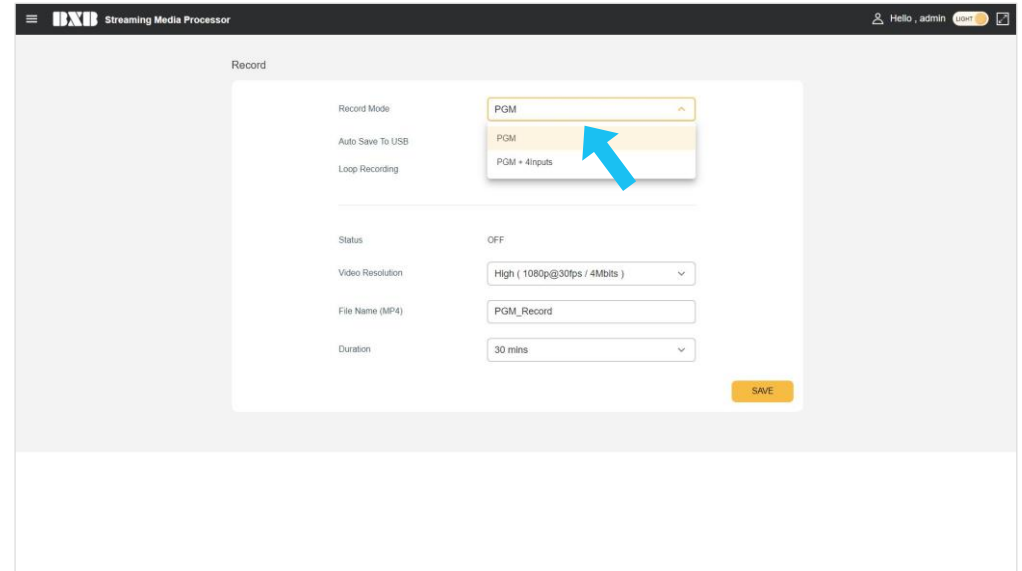 BXB Streaming Media Processor Hello , admin LIGHT
Record
Record Mode PGM
Auto Save To USB PGM
Loop Recording PGM + 4Inputs
Status OFF
Video Resolution High ( 1080p@30fps / 4Mbits )
File Name (MP4) PGM_Record
Duration 30 mins
SAVE